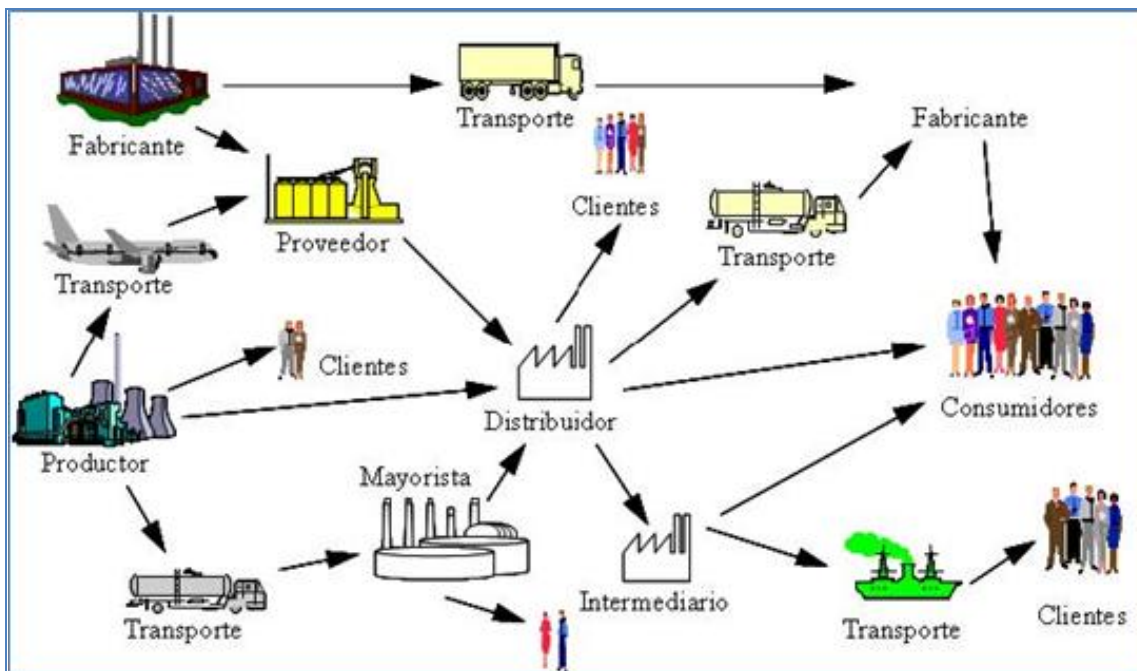 Transporte
Fabricante
Fabricante
Clientes
Proveedor
Transporte
Transporte
Clientes
Consumidores
Distribuidor
Productor
Mayorista
Intermediario
Transporte
Transporte
Clientes